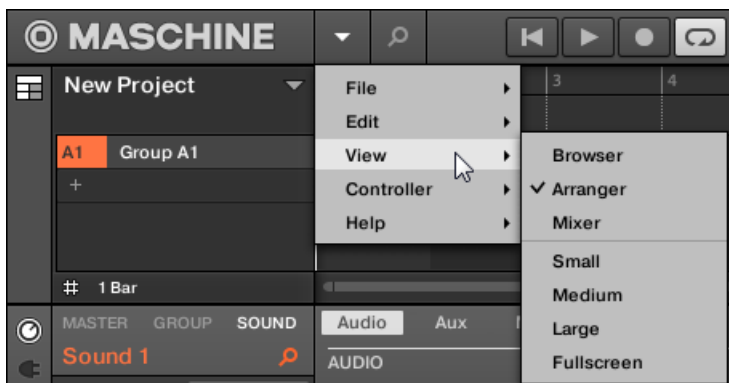 MASCHINE
New Project
3 4
File
Edit
A1 Group A1
View
Browser
+
Controller
Arranger
Help
Mixer
Small
# 1 Bar
Medium
MASTER GROUP SOUND
Audio Aux
Large
Sound 1
AUDIO
Fullscreen